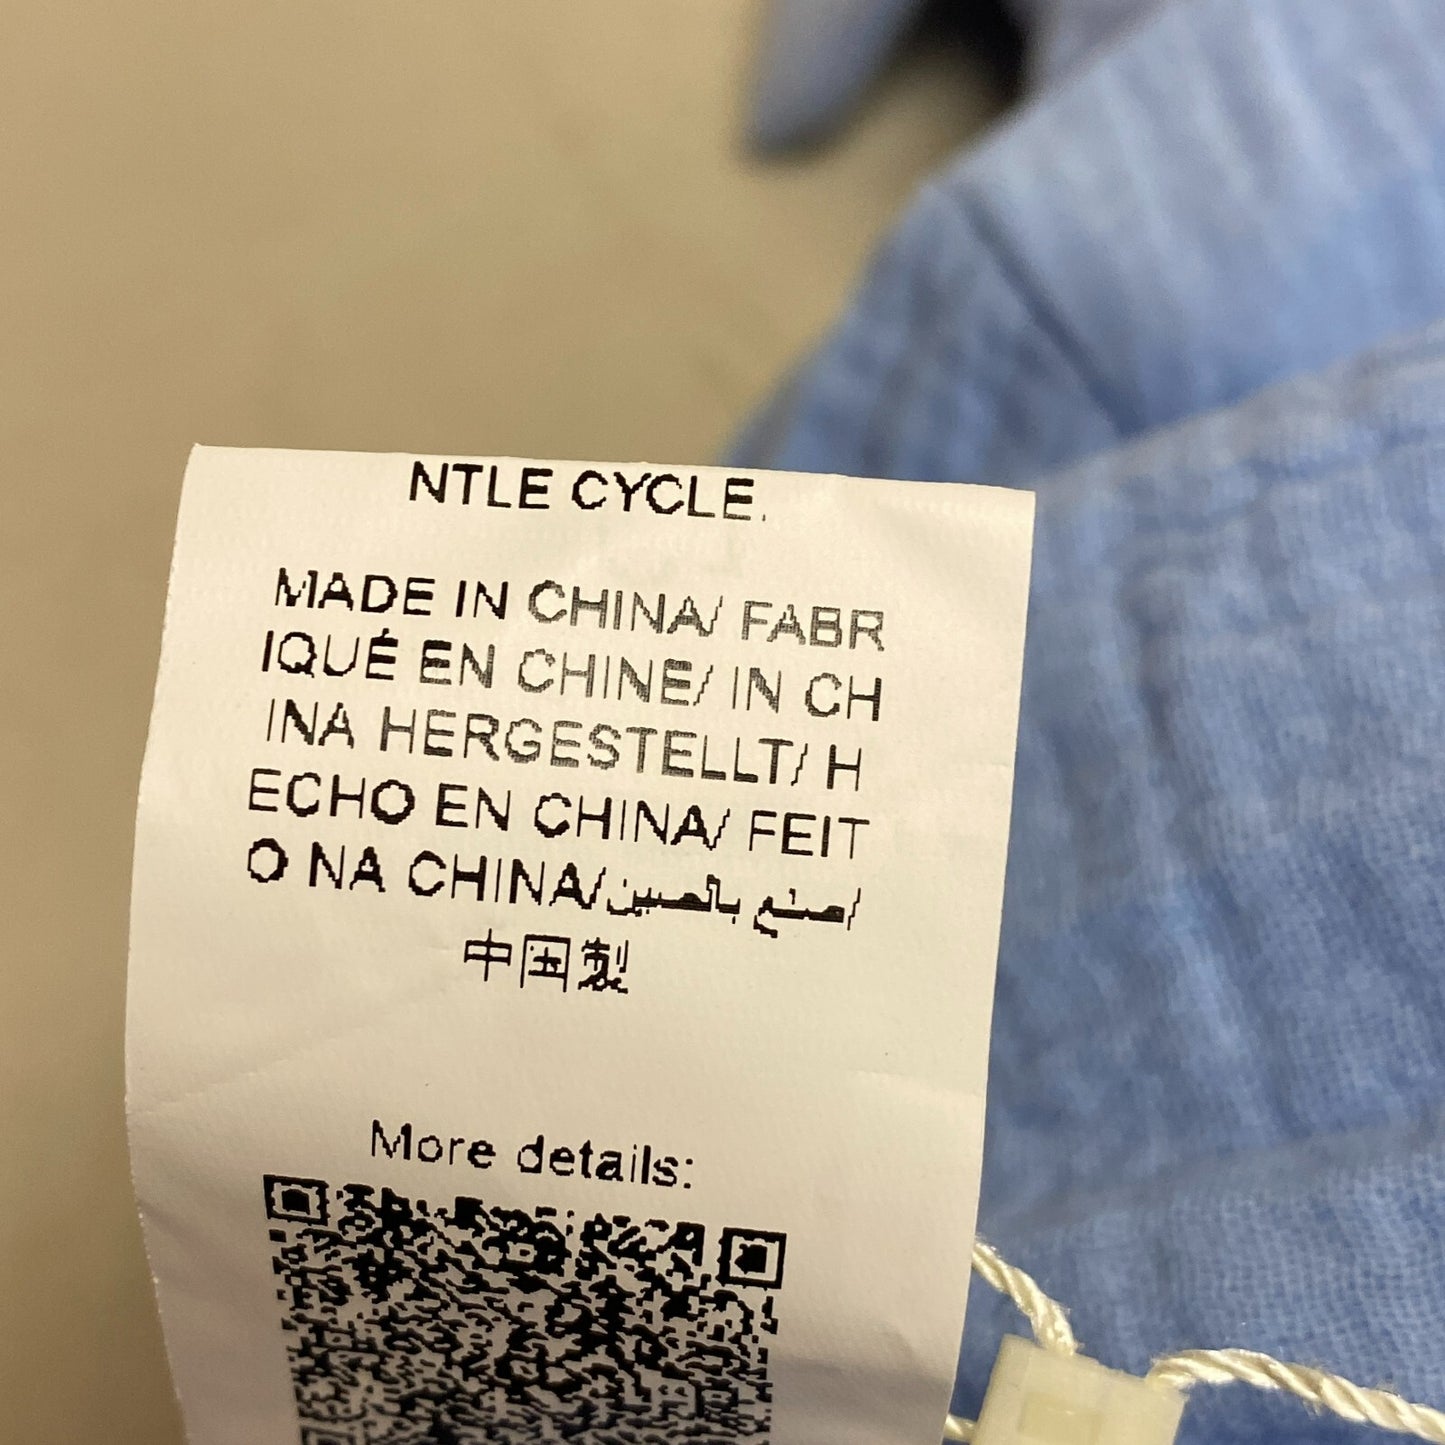 NTLE CYCLE.
MADE IN CHINA/ FABR
IQUÉ EN CHINE/ IN CH
INA HERGESTELLT/ H
ECHO EN CHINA/ FEIT
O NA CHINA/صنع بالصين/
中国製
More details: